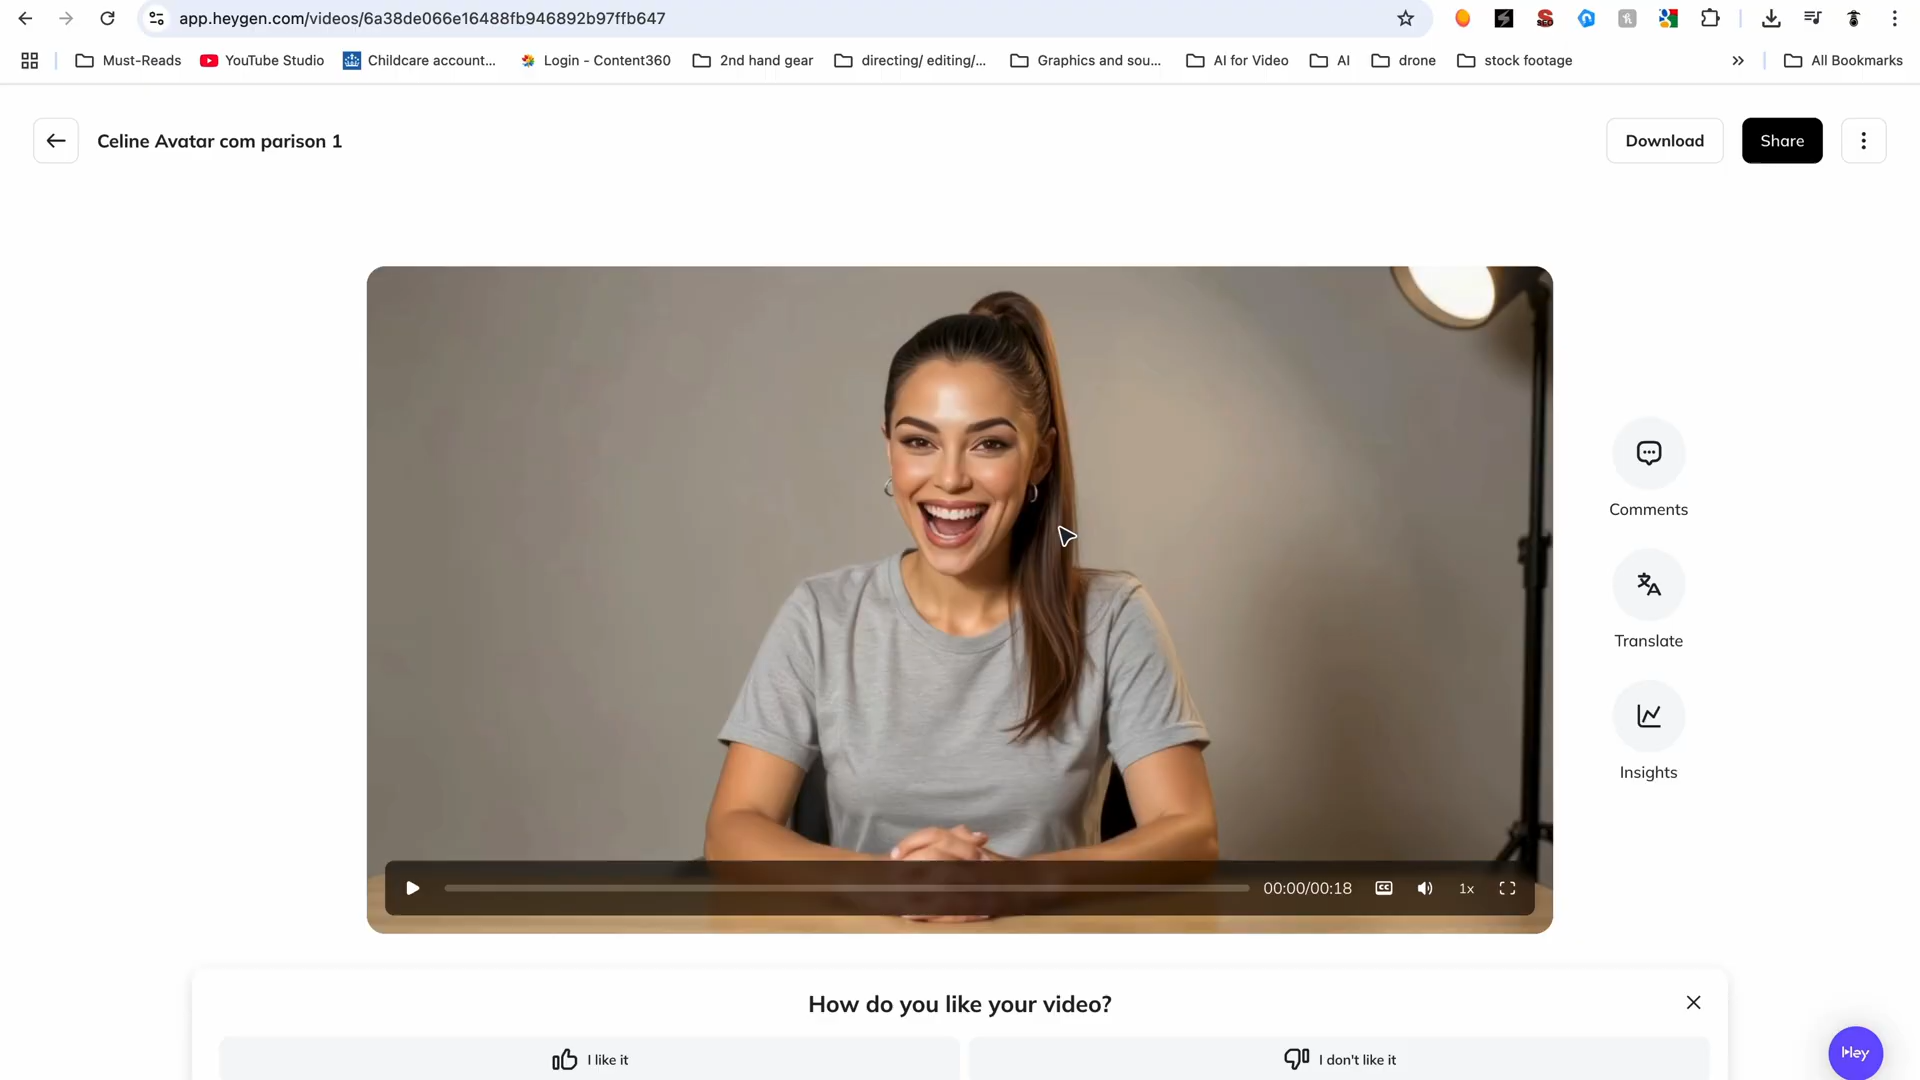 app.heygen.com/videos/6a38de066e16488fb946892b97ffb647
SEO
Must-Reads
YouTube Studio
Childcare account...
Login - Content360
2nd hand gear
directing/ editing/...
Graphics and sou...
AI for Video
AI
drone
stock footage
All Bookmarks
Celine Avatar com parison 1
Download
Share
Comments
Translate
Insights
00:00/00:18
CC
1x
How do you like your video?
I like it
I don't like it
Hey